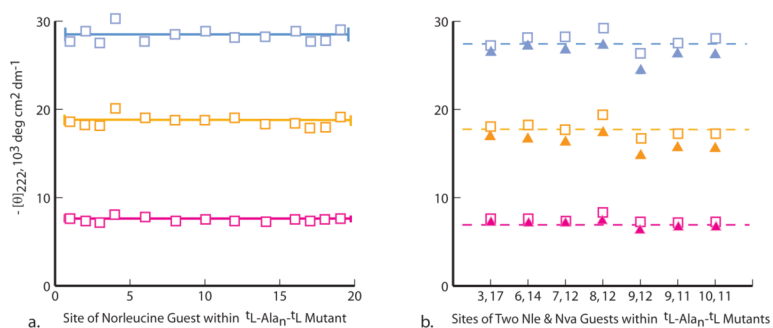 - [θ]222·10³ deg cm2 dm-1
30
20
10
0
0 5 10 15 20
a. Site of Norleucine Guest within tL-Alan-tL Mutant
b.
30
20
10
0
3,17 6,14 7,12 8,12 9,12 9,11 10,11
Sites of Two Nle & Nva Guests within tL-Alan-tL Mutants